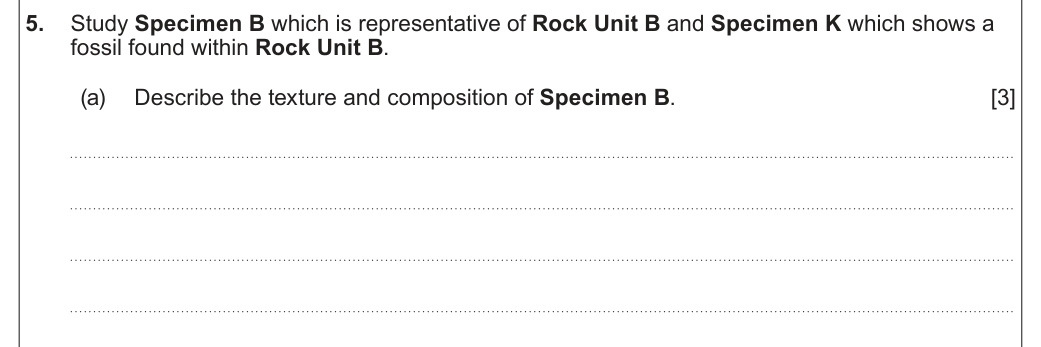 5. Study Specimen B which is representative of Rock Unit B and Specimen K which shows a
fossil found within Rock Unit B.
(a) Describe the texture and composition of Specimen B. [3]